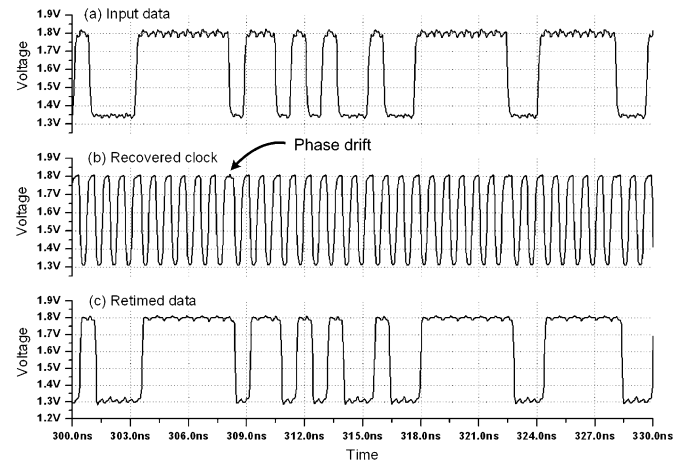 (a) Input data
1.9V
1.8V
1.7V
1.6V
1.5V
1.4V
1.3V
Voltage
Phase drift
(b) Recovered clock
1.9V
1.8V
1.7V
1.6V
1.5V
1.4V
1.3V
Voltage
(c) Retimed data
1.9V
1.8V
1.7V
1.6V
1.5V
1.4V
1.3V
1.2V
Voltage
300.0ns 303.0ns 306.0ns 309.0ns 312.0ns 315.0ns 318.0ns 321.0ns 324.0ns 327.0ns 330.0ns
Time